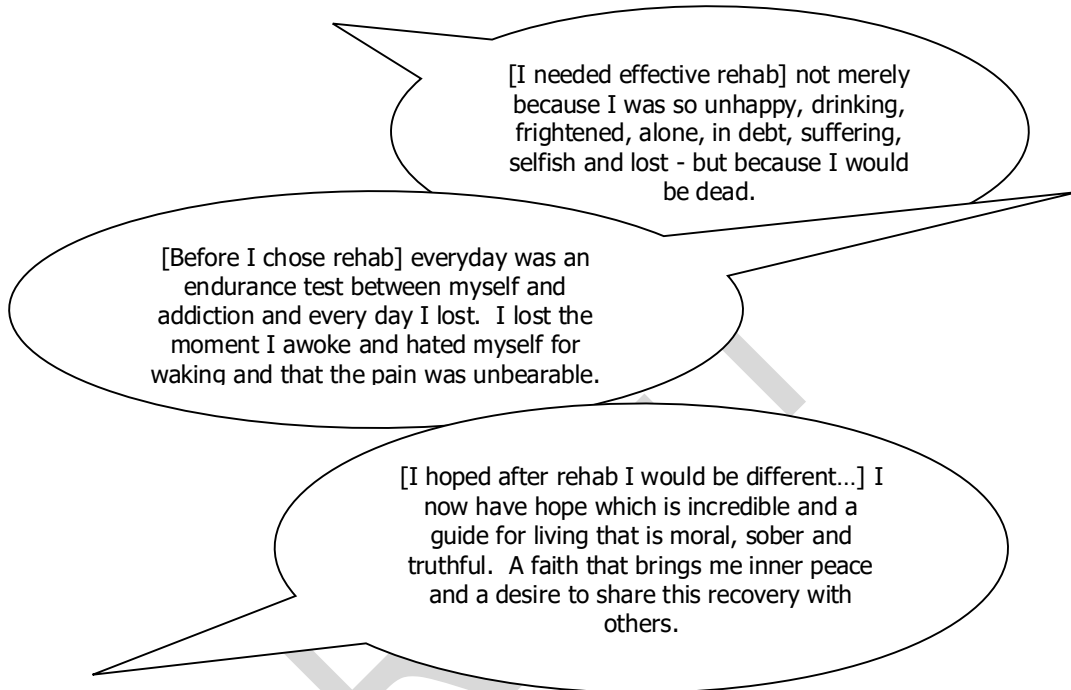 [I needed effective rehab] not merely
because I was so unhappy, drinking,
frightened, alone, in debt, suffering,
selfish and lost - but because I would
be dead.
[Before I chose rehab] everyday was an
endurance test between myself and
addiction and every day I lost.  I lost the
moment I awoke and hated myself for
waking and that the pain was unbearable.
[I hoped after rehab I would be different…] I
now have hope which is incredible and a
guide for living that is moral, sober and
truthful.  A faith that brings me inner peace
and a desire to share this recovery with
others.